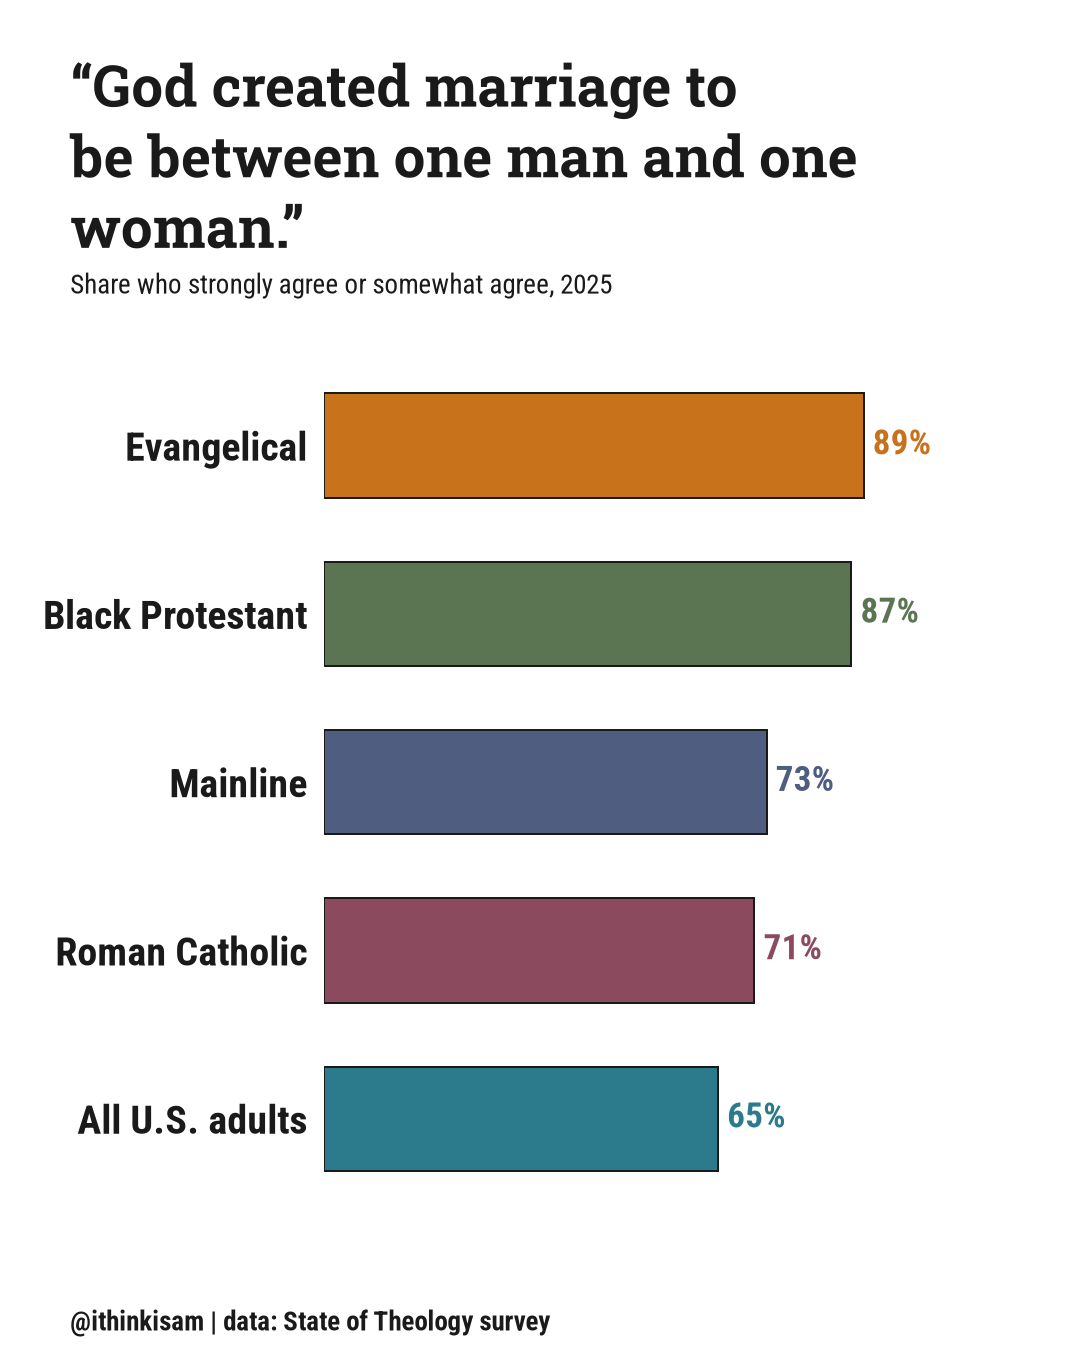 “God created marriage to
be between one man and one
woman.”
Share who strongly agree or somewhat agree, 2025
Evangelical 89%
Black Protestant 87%
Mainline 73%
Roman Catholic 71%
All U.S. adults 65%
@ithinkisam | data: State of Theology survey